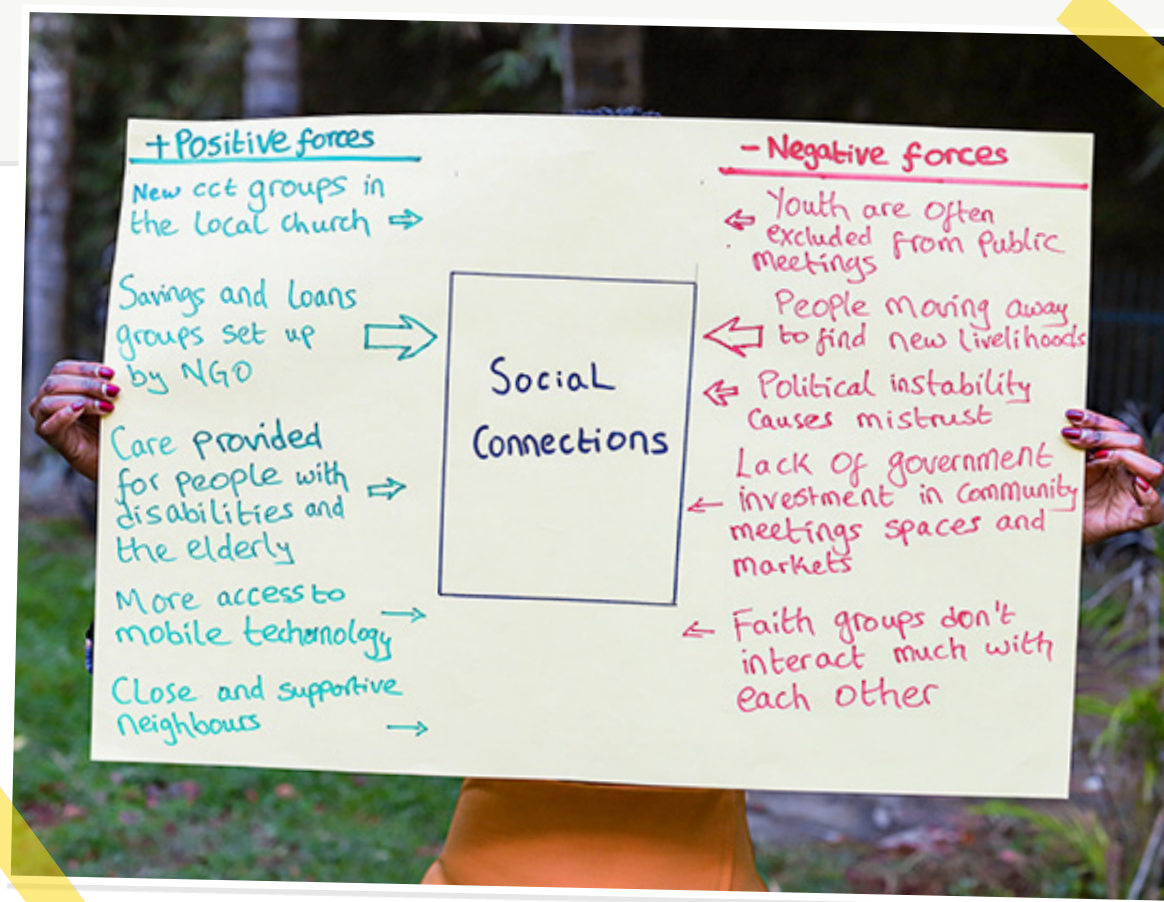 +Positive forces
New cct groups in
the local church
Savings and loans
groups set up
by NGO
Care provided
for people with
disabilities and
the elderly
More access to
mobile techornology
Close and supportive
neighbours
Social
Connections
- Negative forces
Youth are often
excluded from public
meetings
People moving away
to find new livelihoods
Political instability
causes mistrust
Lack of government
investment in community
meetings spaces and
markets
Faith groups don't
interact much with
each other